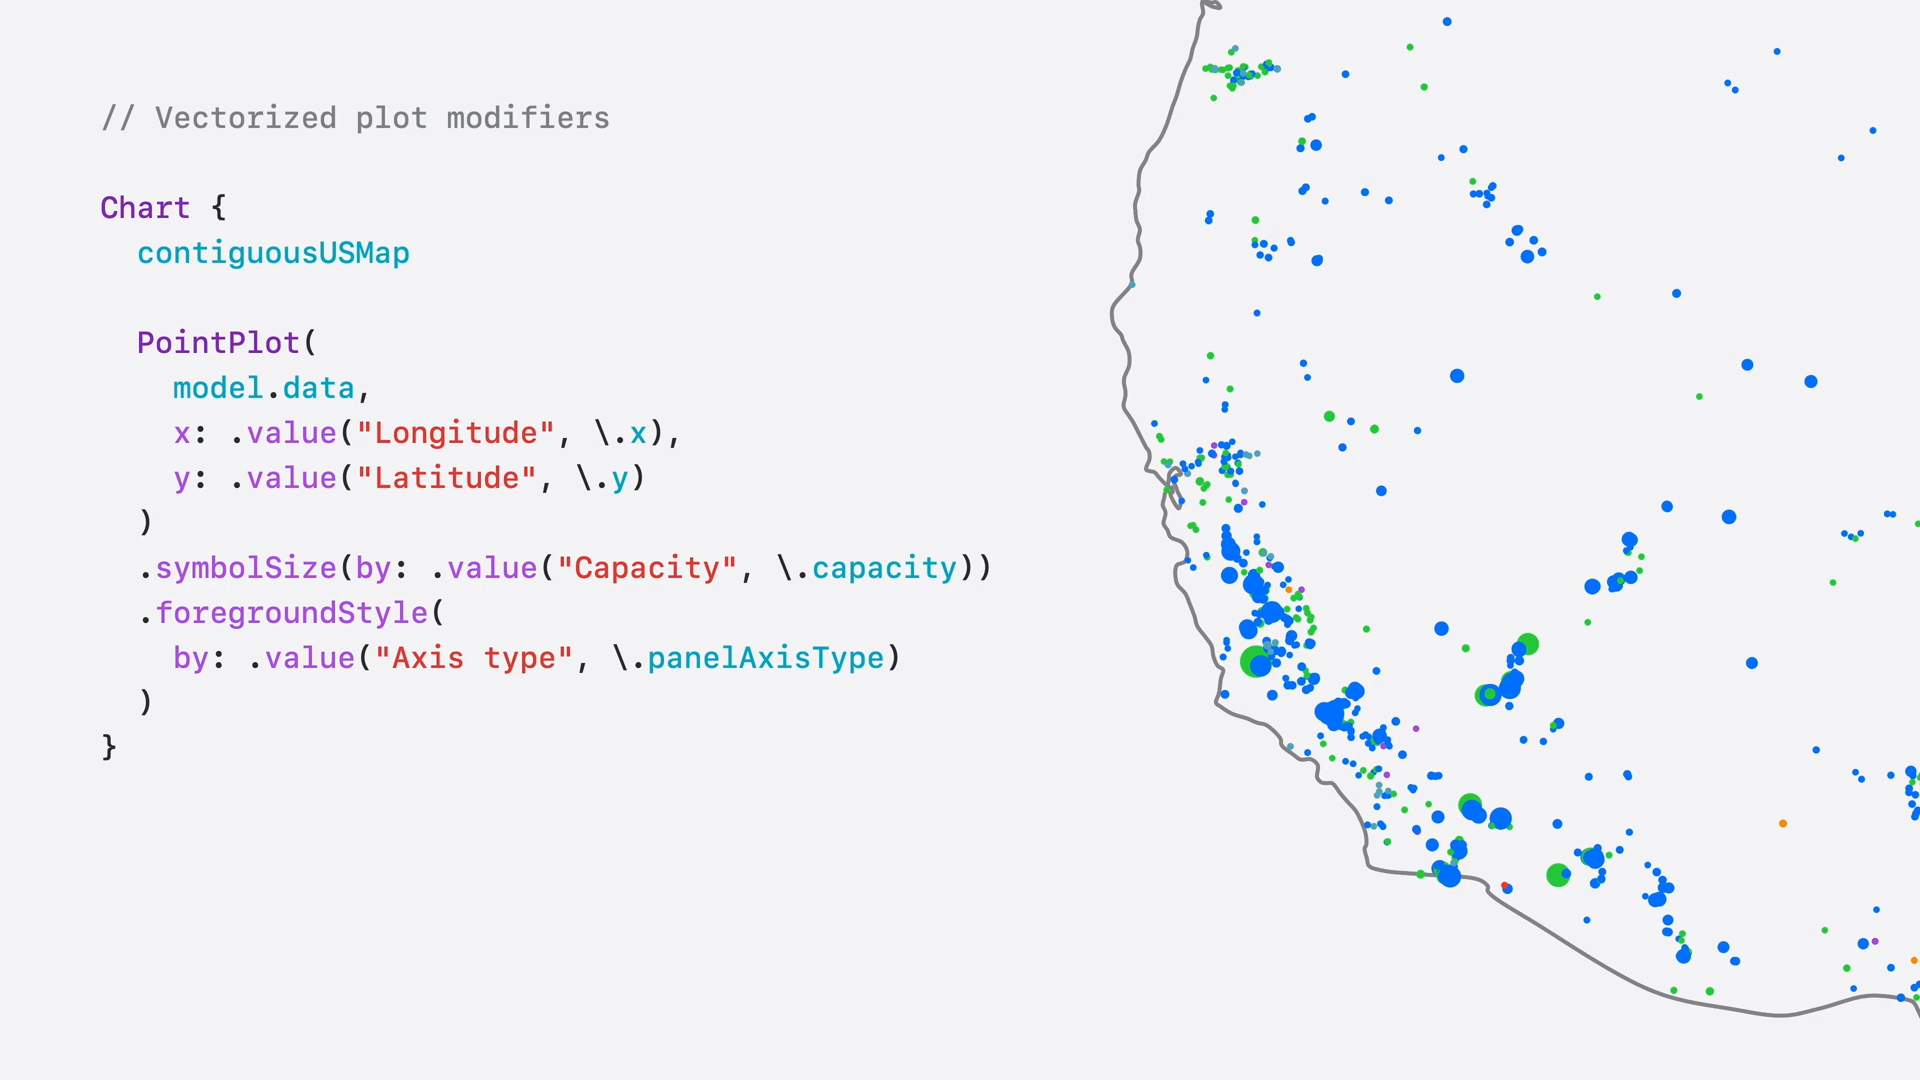 // Vectorized plot modifiers
Chart {
contiguousUSMap
PointPlot(
model.data,
x: .value("Longitude", \.x),
y: .value("Latitude", \.y)
)
.symbolSize(by: .value("Capacity", \.capacity))
.foregroundStyle(
by: .value("Axis type", \.panelAxisType)
)
}